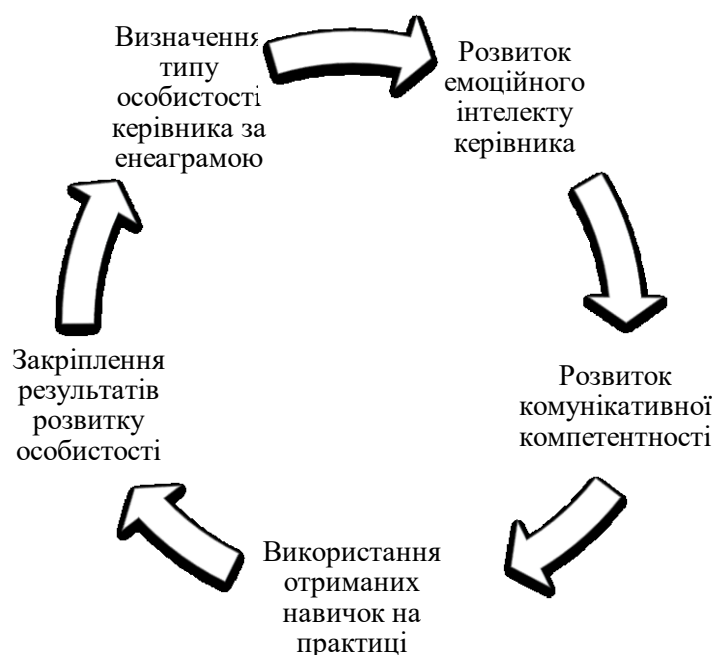 Визначення
типу
особистості
керівника за
енеаграмою
Розвиток
емоційного
інтелекту
керівника
Розвиток
комунікативної
компетентності
Використання
отриманих
навичок на
практиці
Закріплення
результатів
розвитку
особистості